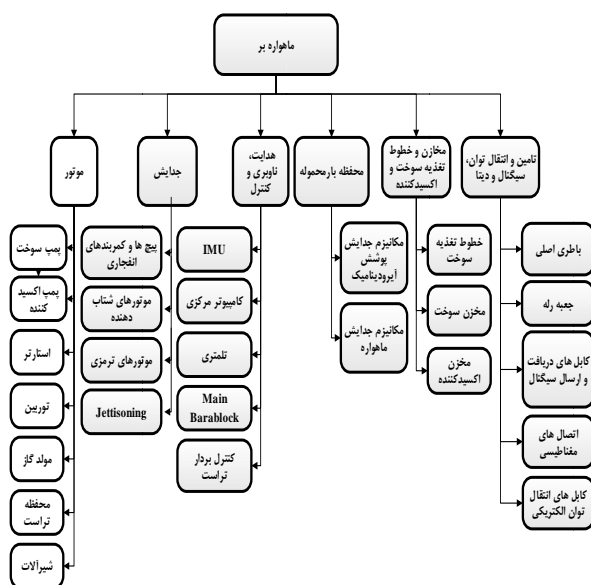 ماهواره بر
تامین و انتقال توان،
سیگنال و دیتا
مخازن و خطوط
تغذیه سوخت و
اکسیدکننده
محفظه بارمحموله
هدایت،
ناوبری و
کنترل
جدایش
موتور
باطری اصلی
جعبه رله
کابل های دریافت
و ارسال سیگنال
اتصال های
مغناطیسی
کابل های انتقال
توان الکتریکی
خطوط تغذیه
سوخت
مخزن سوخت
مخزن
اکسیدکننده
مکانیزم جدایش
پوشش
آیرودینامیک
مکانیزم جدایش
ماهواره
IMU
کامپیوتر مرکزی
تلمتری
Main
Barablock
کنترل بردار
تراست
پیچ ها و کمربندهای
انفجاری
موتورهای شتاب
دهنده
موتورهای ترمزی
Jettisoning
پمپ سوخت
پمپ اکسید
کننده
استارتر
توربین
مولد گاز
محفظه
تراست
شیرآلات